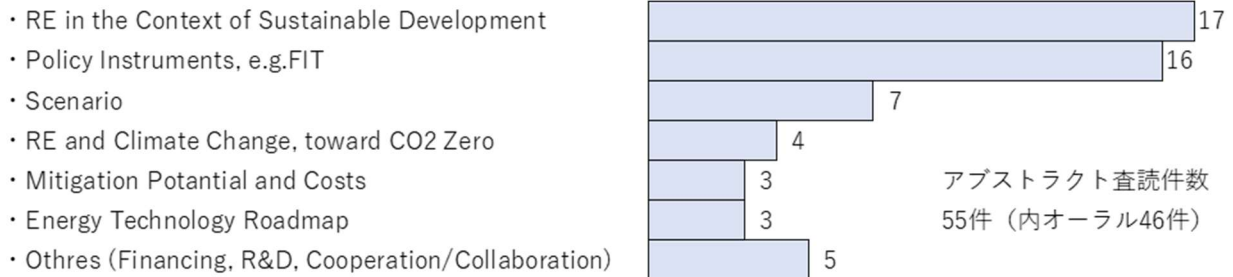 ・RE in the Context of Sustainable Development 17
・Policy Instruments, e.g.FIT 16
・Scenario 7
・RE and Climate Change, toward CO2 Zero 4
・Mitigation Potential and Costs 3 アブストラクト査読件数
・Energy Technology Roadmap 3 55件（内オーラル46件）
・Othres (Financing, R&D, Cooperation/Collaboration) 5